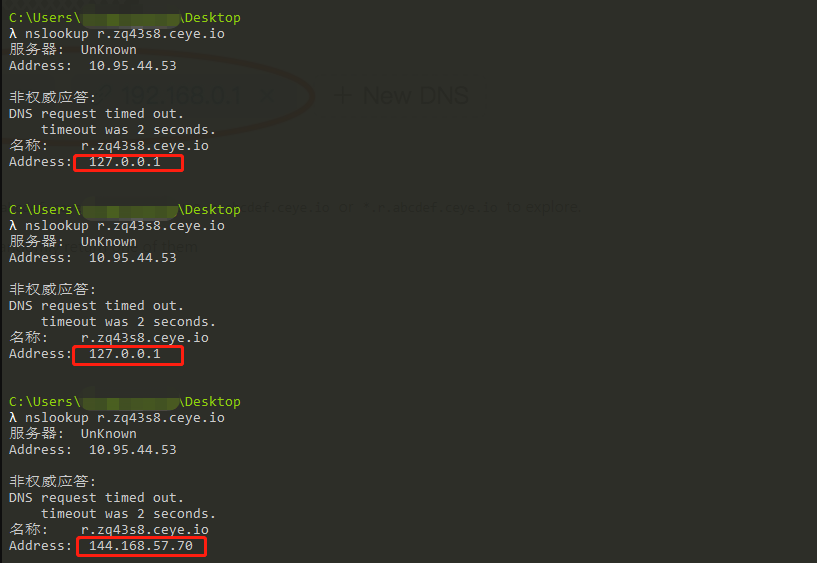 C:\Users\ \Desktop
λ nslookup r.zq43s8.ceye.io
服务器:  UnKnown
Address:  10.95.44.53
非权威应答:
DNS request timed out.
    timeout was 2 seconds.
名称:    r.zq43s8.ceye.io
Address:  127.0.0.1
C:\Users\ \Desktop
λ nslookup r.zq43s8.ceye.io
服务器:  UnKnown
Address:  10.95.44.53
非权威应答:
DNS request timed out.
    timeout was 2 seconds.
名称:    r.zq43s8.ceye.io
Address:  127.0.0.1
C:\Users\ \Desktop
λ nslookup r.zq43s8.ceye.io
服务器:  UnKnown
Address:  10.95.44.53
非权威应答:
DNS request timed out.
    timeout was 2 seconds.
名称:    r.zq43s8.ceye.io
Address:  144.168.57.70
+ New DNS